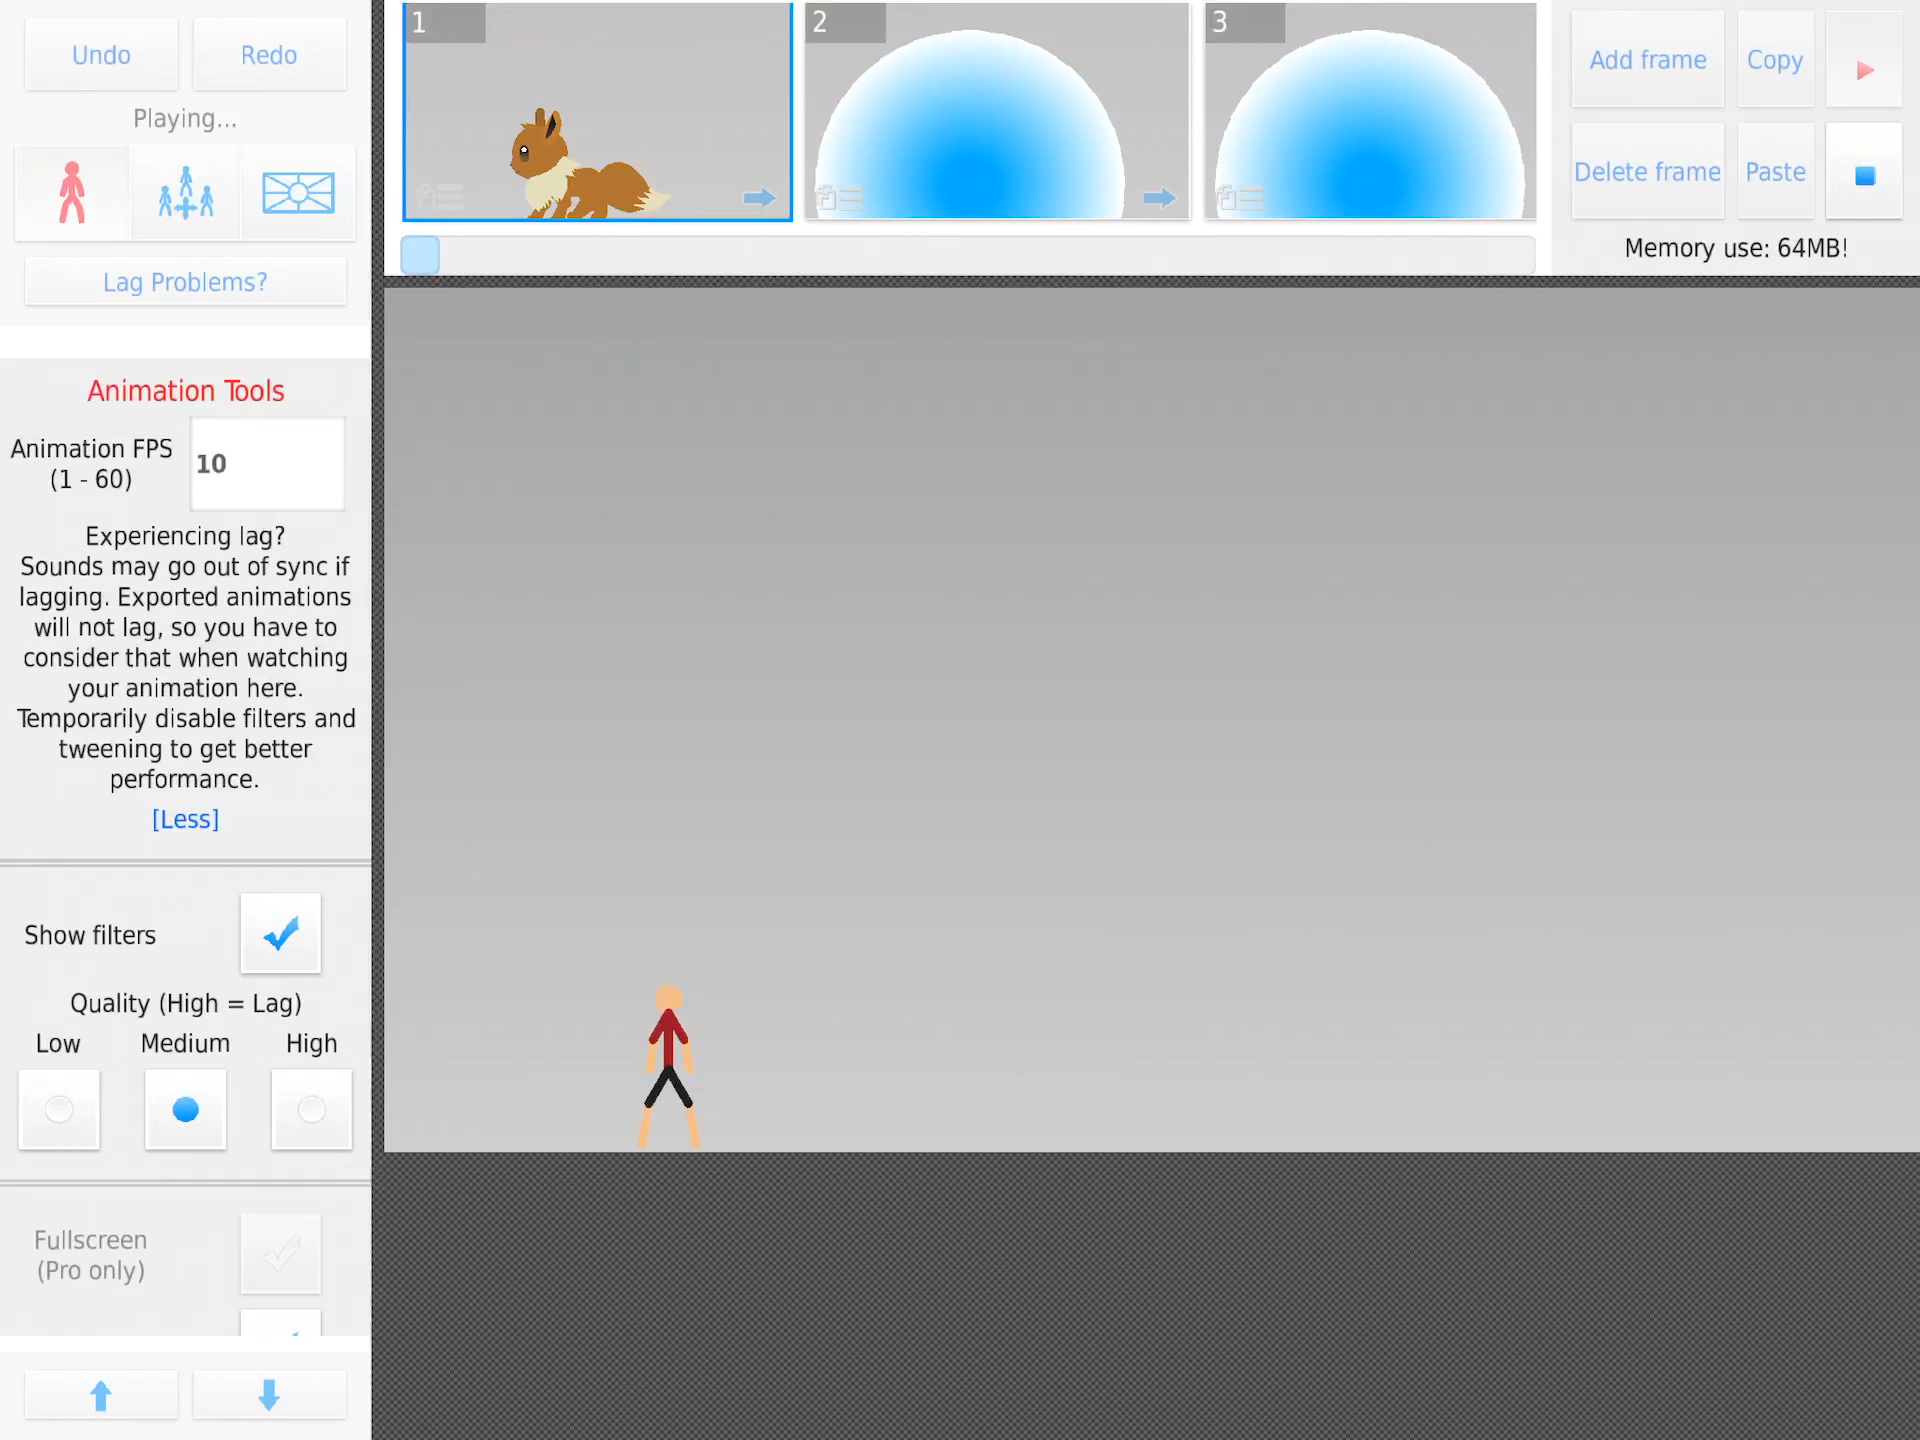 Undo
Redo
Playing...
Lag Problems?
1
2
3
Add frame
Copy
Delete frame
Paste
Memory use: 64MB!
Animation Tools
Animation FPS
(1 - 60)
10
Experiencing lag?
Sounds may go out of sync if
lagging. Exported animations
will not lag, so you have to
consider that when watching
your animation here.
Temporarily disable filters and
tweening to get better
performance.
[Less]
Show filters
Quality (High = Lag)
Low
Medium
High
Fullscreen
(Pro only)